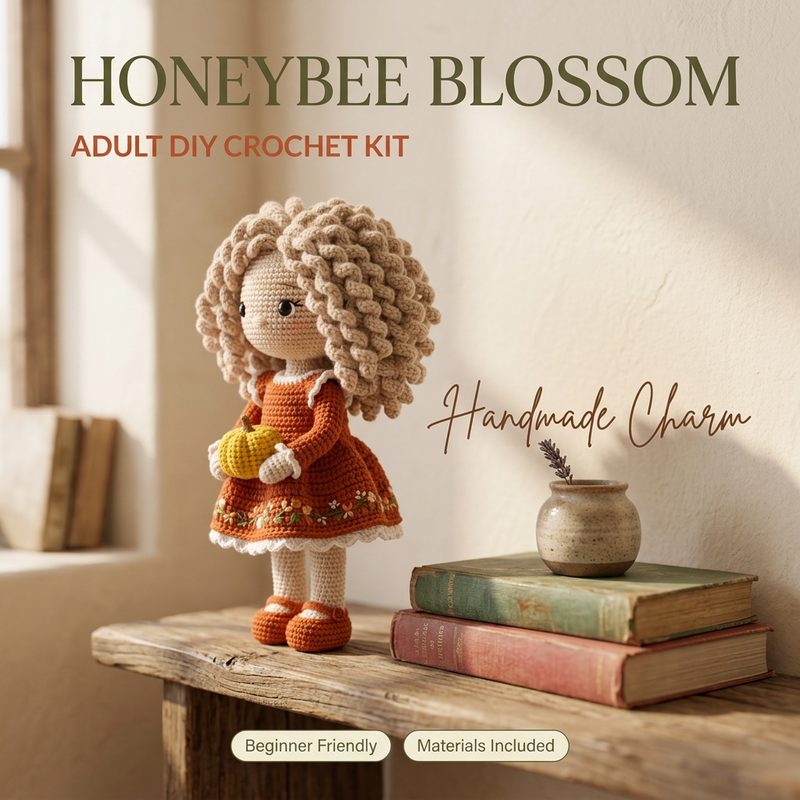 HONEYBEE BLOSSOM
ADULT DIY CROCHET KIT
Handmade Charm
Beginner Friendly
Materials Included